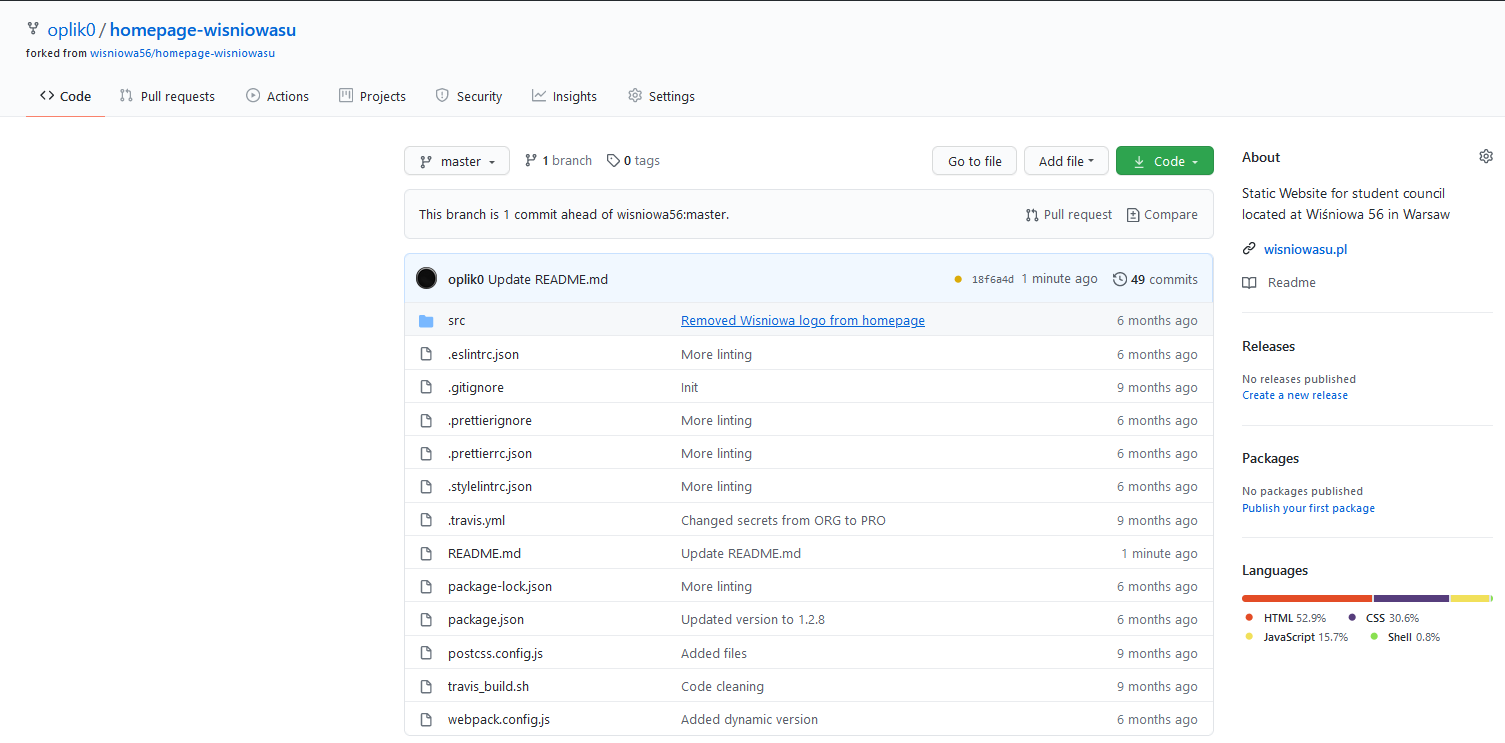 oplik0 / homepage-wisniowasu
forked from wisniowa56/homepage-wisniowasu
Code Pull requests Actions Projects Security Insights Settings
master 1 branch 0 tags Go to file Add file Code
This branch is 1 commit ahead of wisniowa56:master. Pull request Compare
oplik0 Update README.md 18f6a4d 1 minute ago 49 commits
src Removed Wisniowa logo from homepage 6 months ago
.eslintrc.json More linting 6 months ago
.gitignore Init 9 months ago
.prettierignore More linting 6 months ago
.prettierrc.json More linting 6 months ago
.stylelintrc.json More linting 6 months ago
.travis.yml Changed secrets from ORG to PRO 9 months ago
README.md Update README.md 1 minute ago
package-lock.json More linting 6 months ago
package.json Updated version to 1.2.8 6 months ago
postcss.config.js Added files 9 months ago
travis_build.sh Code cleaning 9 months ago
webpack.config.js Added dynamic version 6 months ago
About
Static Website for student council
located at Wiśniowa 56 in Warsaw
wisniowasu.pl
Readme
Releases
No releases published
Create a new release
Packages
No packages published
Publish your first package
Languages
HTML 52.9% CSS 30.6%
JavaScript 15.7% Shell 0.8%